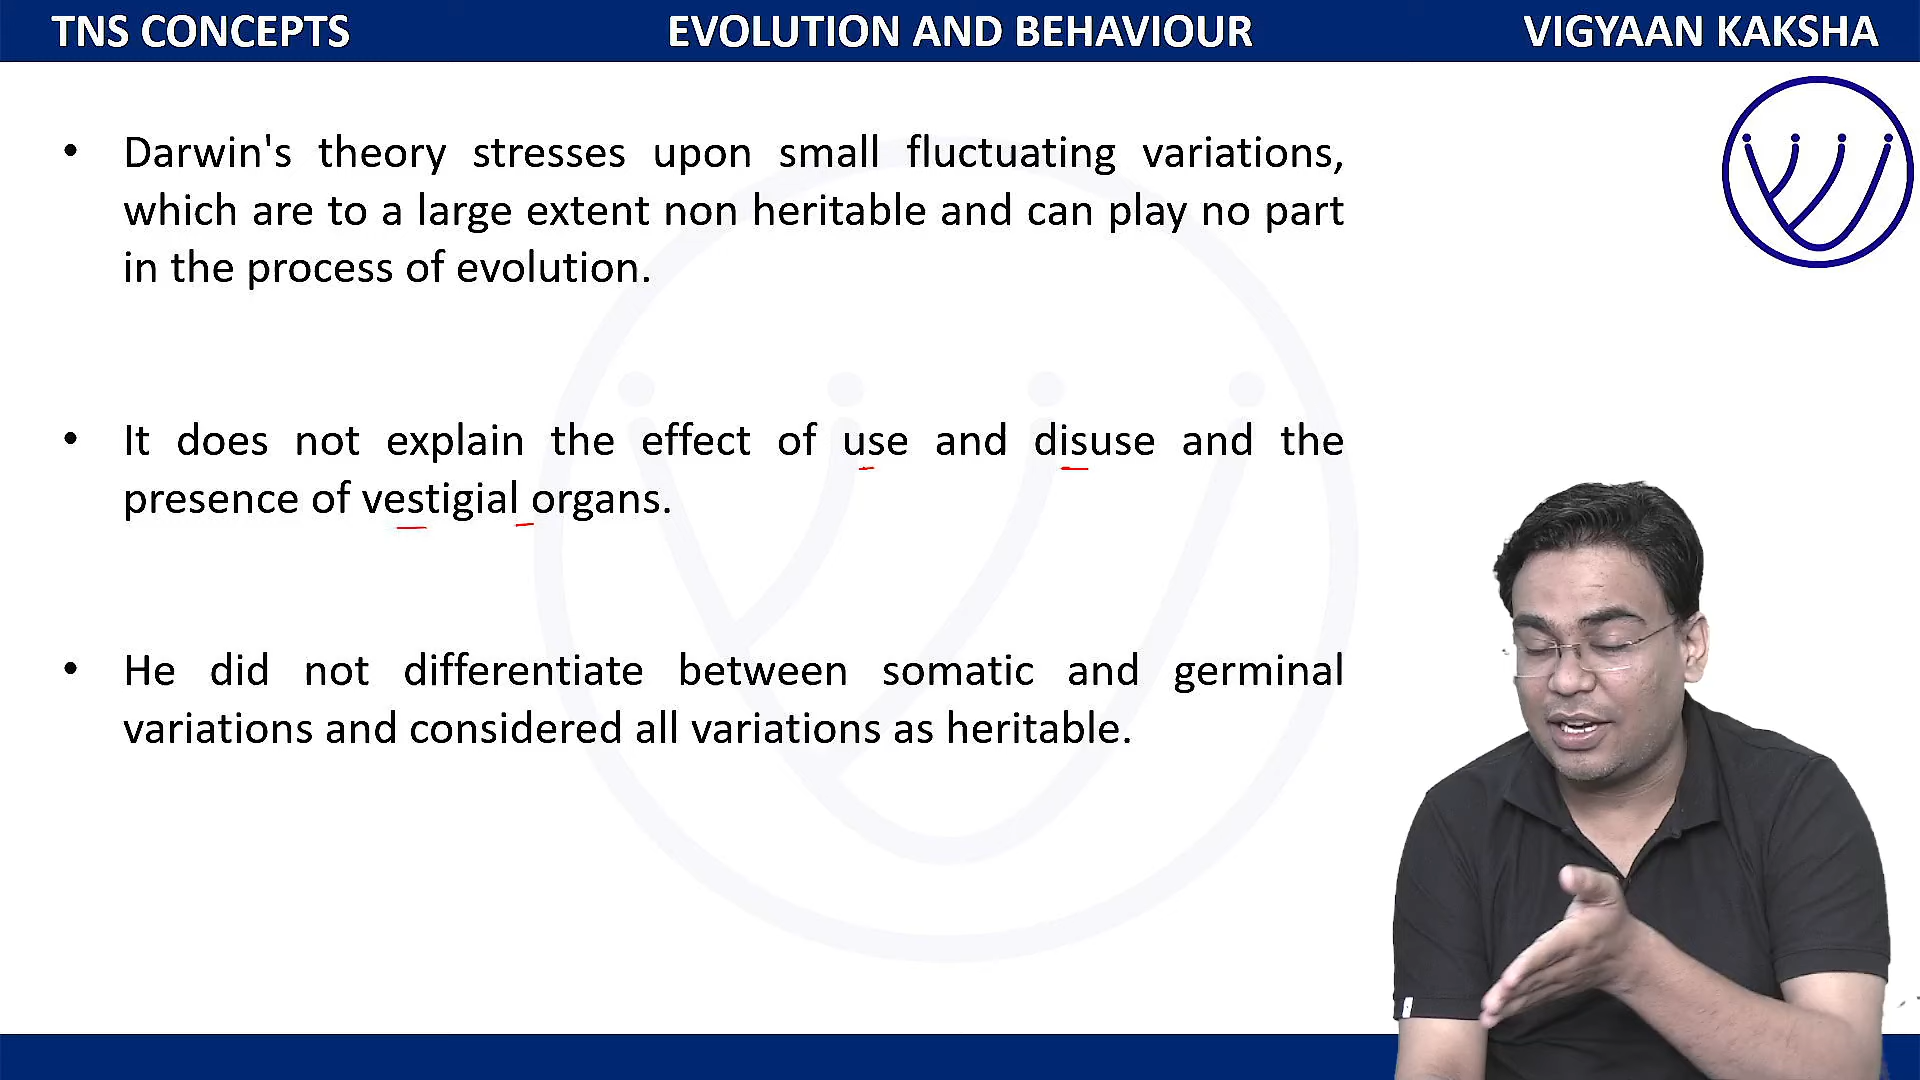 TNS CONCEPTS
EVOLUTION AND BEHAVIOUR
VIGYAAN KAKSHA
• Darwin's theory stresses upon small fluctuating variations,
which are to a large extent non heritable and can play no part
in the process of evolution.
• It does not explain the effect of use and disuse and the
presence of vestigial organs.
• He did not differentiate between somatic and germinal
variations and considered all variations as heritable.